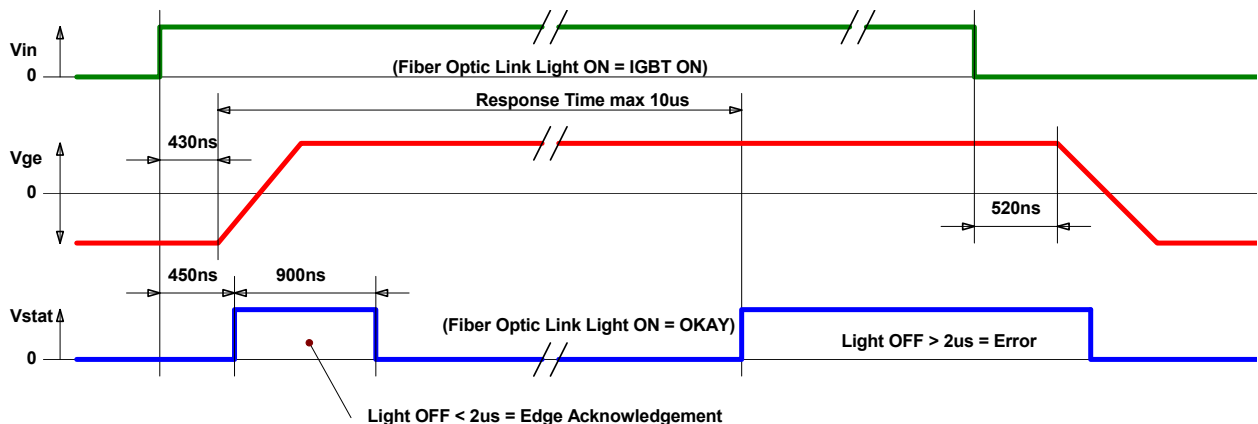 Vin
0
(Fiber Optic Link Light ON = IGBT ON)
Response Time max 10us
430ns
Vge
0
520ns
450ns
900ns
Vstat
(Fiber Optic Link Light ON = OKAY)
Light OFF > 2us = Error
0
Light OFF < 2us = Edge Acknowledgement